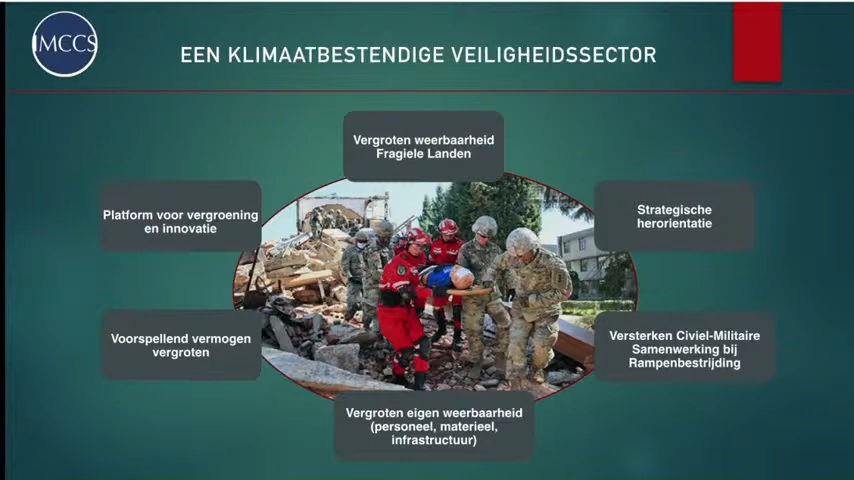 IMCCS
EEN KLIMAATBESTENDIGE VEILIGHEIDSSECTOR
Vergroten weerbaarheid
Fragiele Landen
Platform voor vergroening
en innovatie
Strategische
herorientatie
Voorspellend vermogen
vergroten
Versterken Civiel-Militaire
Samenwerking bij
Rampenbestrijding
Vergroten eigen weerbaarheid
(personeel, materieel,
infrastructuur)